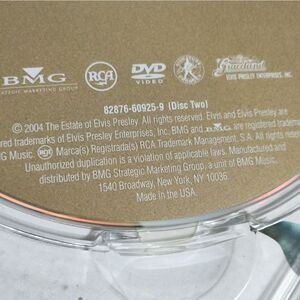 BMG RCA DVD VIDEO Graceland
STRATEGIC MARKETING GROUP ELVIS PRESLEY ENTERPRISES, INC.
82876-60925-9 (Disc Two)
© 2004 The Estate of Elvis Presley. All rights reserved. Elvis and Elvis Presley are
red trademarks of Elvis Presley Enterprises, Inc. BMG and BMG are registered trademar
MG Music. Marca(s) Registrada(s) RCA Trademark Management, S.A. All rights re
Unauthorized duplication is a violation of applicable laws. Manufactured and
distributed by BMG Strategic Marketing Group, a unit of BMG Music.
1540 Broadway, New York, NY 10036.
Made in the USA.